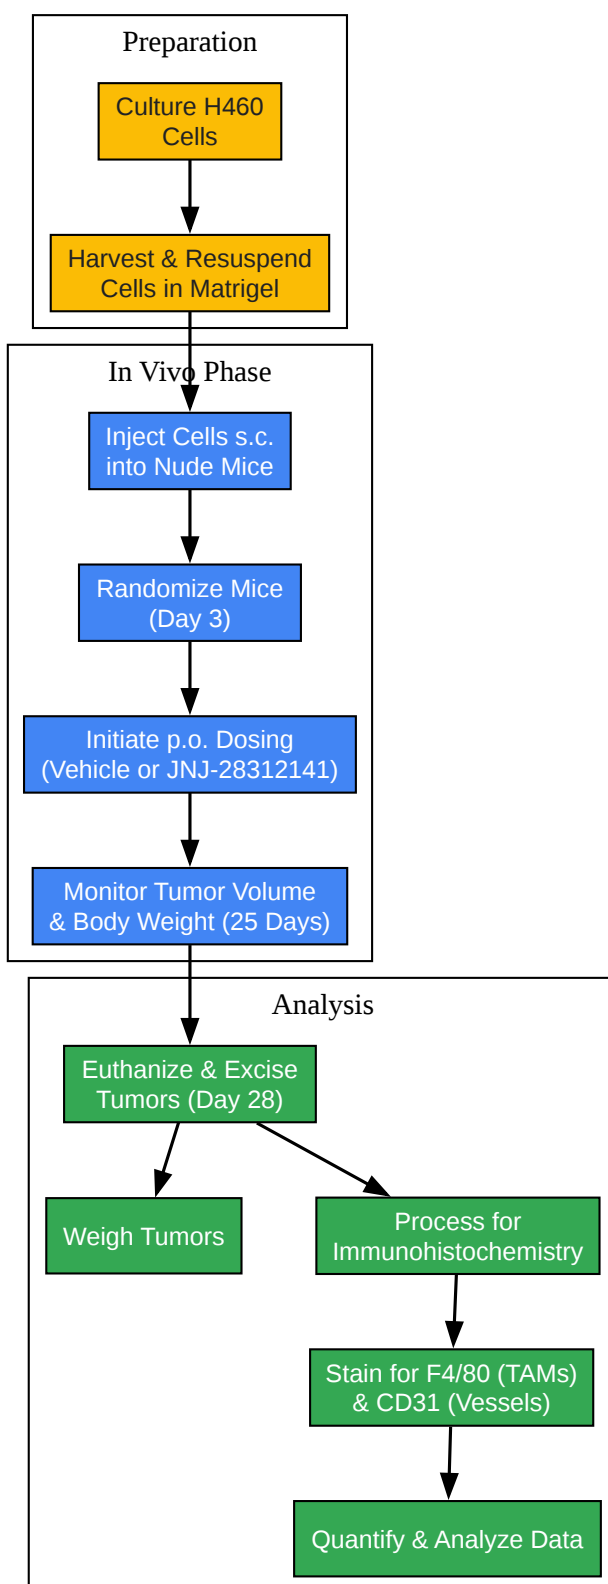 Preparation
Culture H460
Cells
Harvest & Resuspend
Cells in Matrigel
In Vivo Phase
Inject Cells s.c.
into Nude Mice
Randomize Mice
(Day 3)
Initiate p.o. Dosing
(Vehicle or JNJ-28312141)
Monitor Tumor Volume
& Body Weight (25 Days)
Analysis
Euthanize & Excise
Tumors (Day 28)
Weigh Tumors
Process for
Immunohistochemistry
Stain for F4/80 (TAMs)
& CD31 (Vessels)
Quantify & Analyze Data